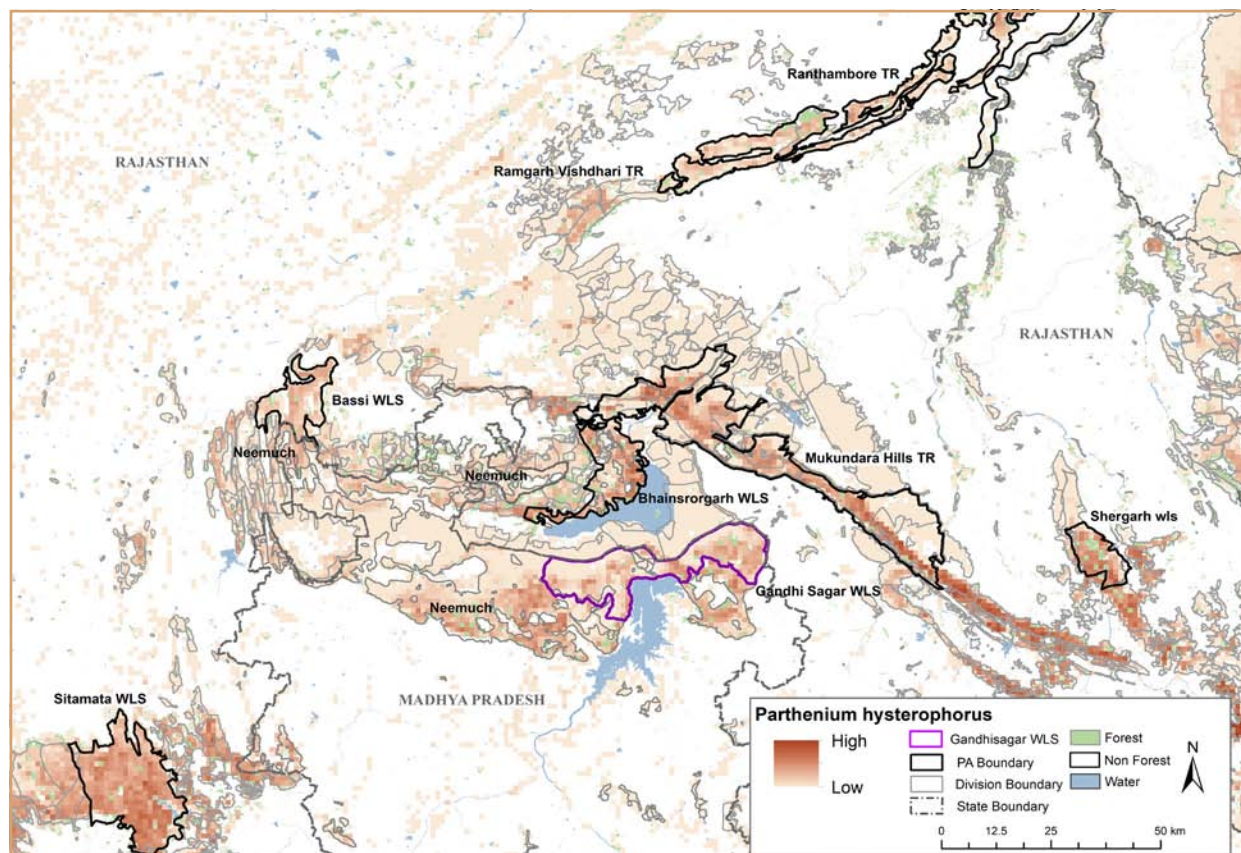 Ranthambore TR
RAJASTHAN
Ramgarh Vishdhari TR
RAJASTHAN
Bassi WLS
Neemuch
Neemuch
Mukundara Hills TR
Bhainsrorgarh WLS
Shergarh wls
Gandhi Sagar WLS
Neemuch
Sitamata WLS
MADHYA PRADESH
Parthenium hysterophorus
High
Low
Gandhisagar WLS
PA Boundary
Division Boundary
State Boundary
Forest
Non Forest
Water
N
0 12.5 25 50 km